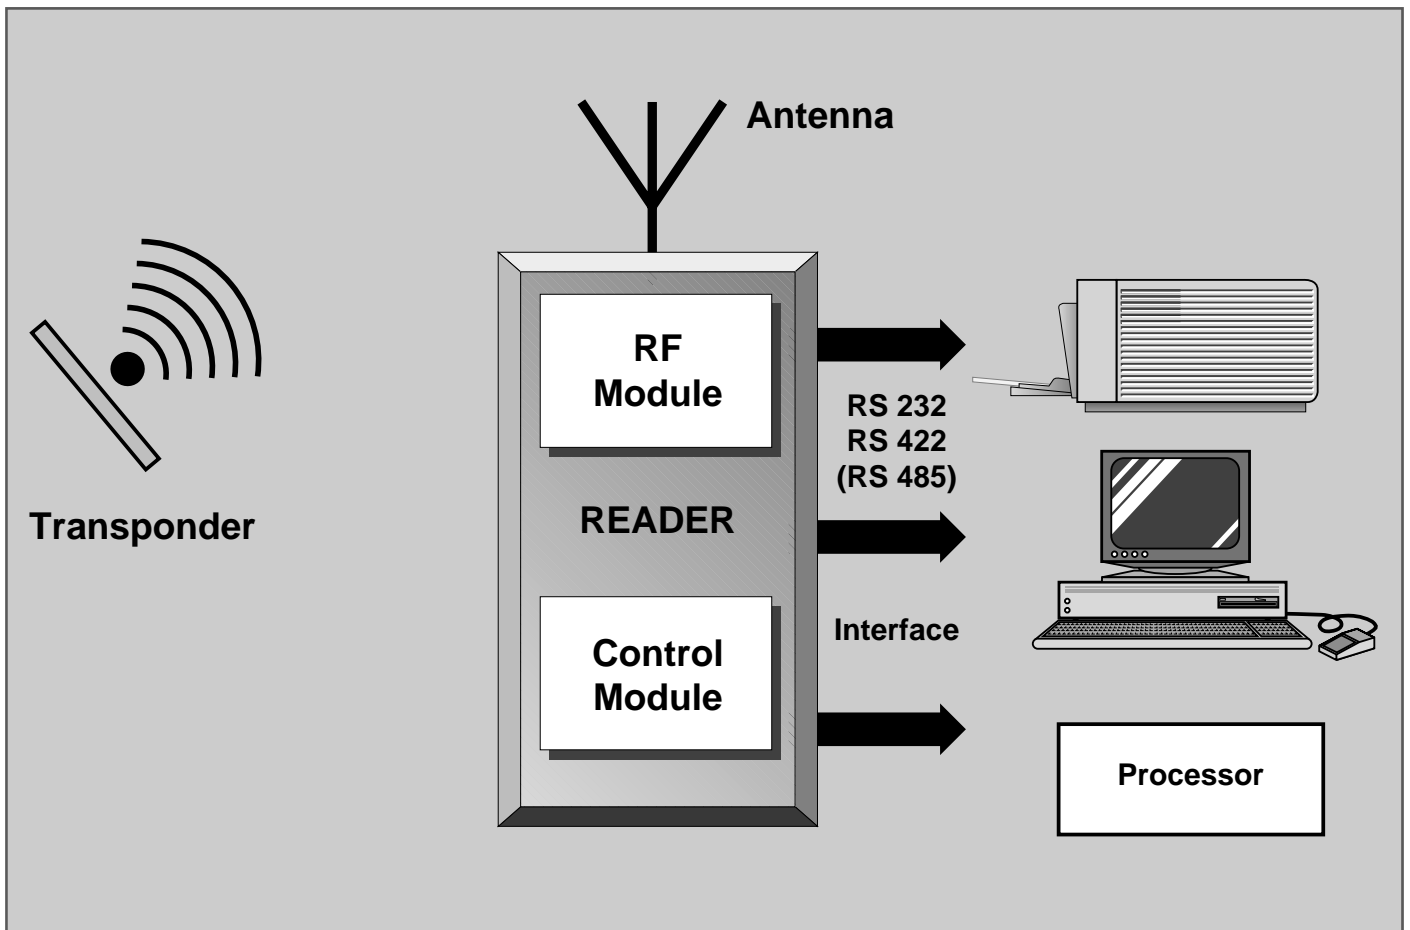 Antenna
RF
Module
RS 232
RS 422
(RS 485)
READER
Transponder
Interface
Control
Module
Processor